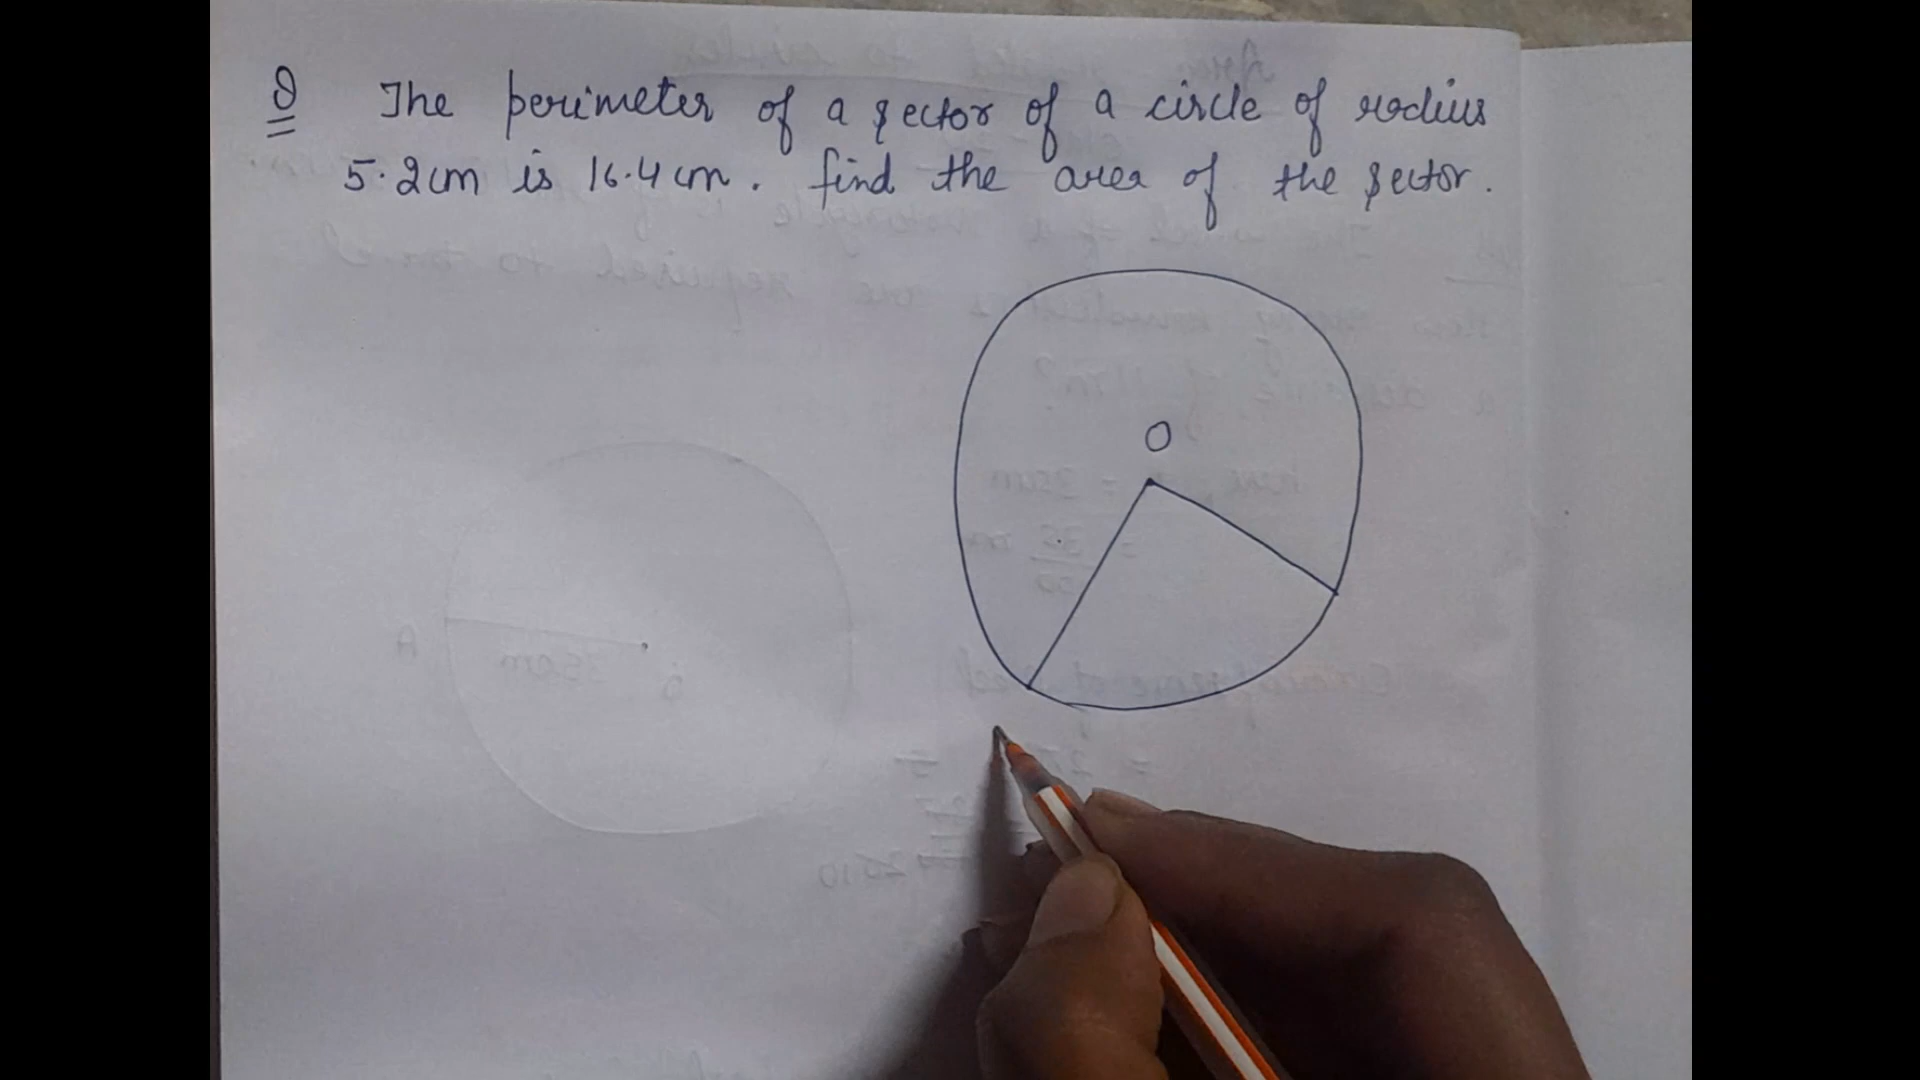 Q The perimeter of a sector of a circle of radius
5.2cm is 16.4cm. find the area of the sector.
O